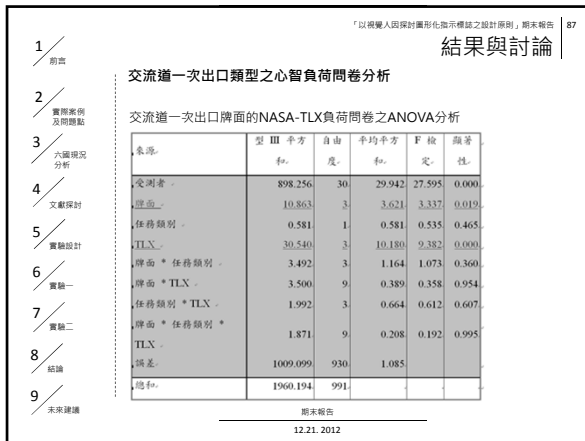 「以視覺人因探討圖形化指示標誌之設計原則」期末報告 87
結果與討論
1 前言
2 實際案例
及問題點
3 六國現況
分析
4 文獻探討
5 實驗設計
6 實驗一
7 實驗二
8 結論
9 未來建議
交流道一次出口類型之心智負荷問卷分析
交流道一次出口牌面的NASA-TLX負荷問卷之ANOVA分析
來源 型 III 平方和 自由度 平均平方和 F 檢定 顯著性
受測者 898.256 30 29.942 27.595 0.000
牌面 10.863 3 3.621 3.337 0.019
任務類別 0.581 1 0.581 0.535 0.465
TLX 30.540 3 10.180 9.382 0.000
牌面 * 任務類別 3.492 3 1.164 1.073 0.360
牌面 * TLX 3.500 9 0.389 0.358 0.954
任務類別 * TLX 1.992 3 0.664 0.612 0.607
牌面 * 任務類別 * TLX 1.871 9 0.208 0.192 0.995
誤差 1009.099 930 1.085
總和 1960.194 991
期末報告
12.21. 2012